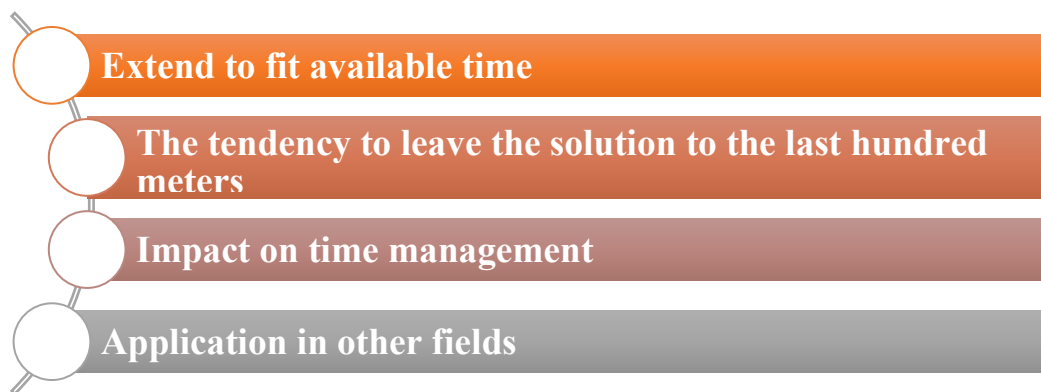 Extend to fit available time
The tendency to leave the solution to the last hundred
meters
Impact on time management
Application in other fields